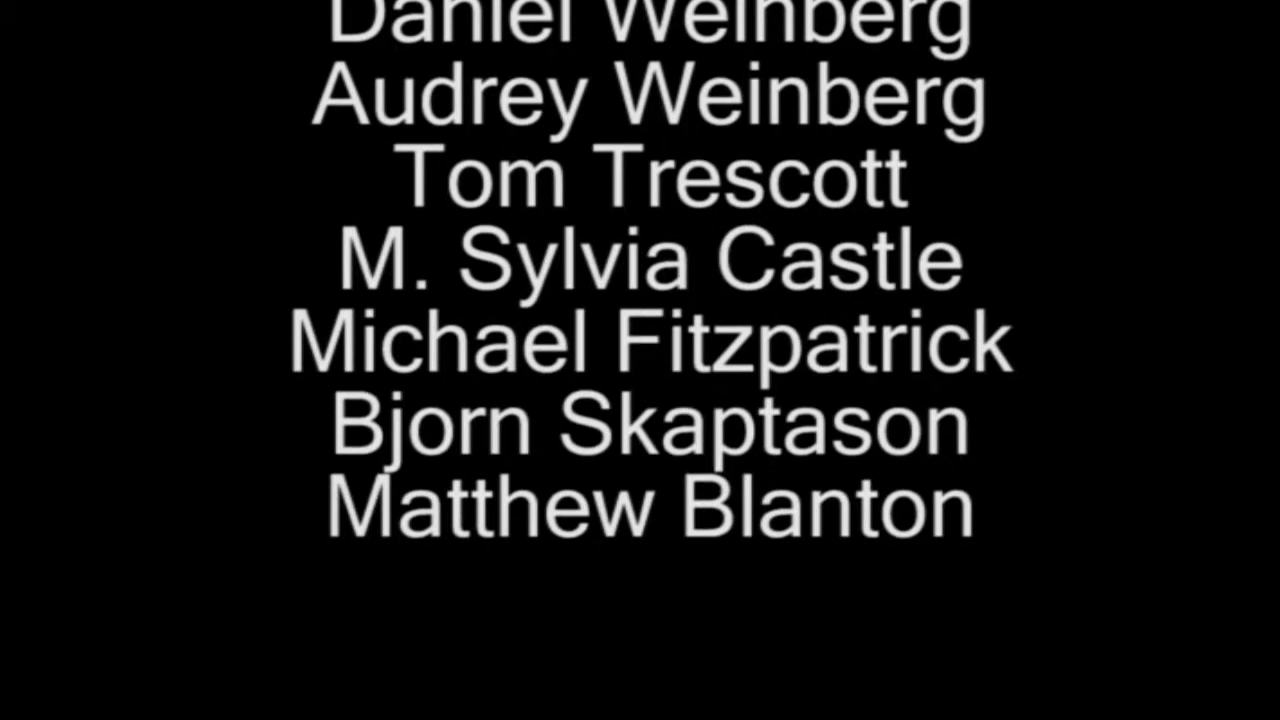 Daniel Weinberg
Audrey Weinberg
Tom Trescott
M. Sylvia Castle
Michael Fitzpatrick
Bjorn Skaptason
Matthew Blanton